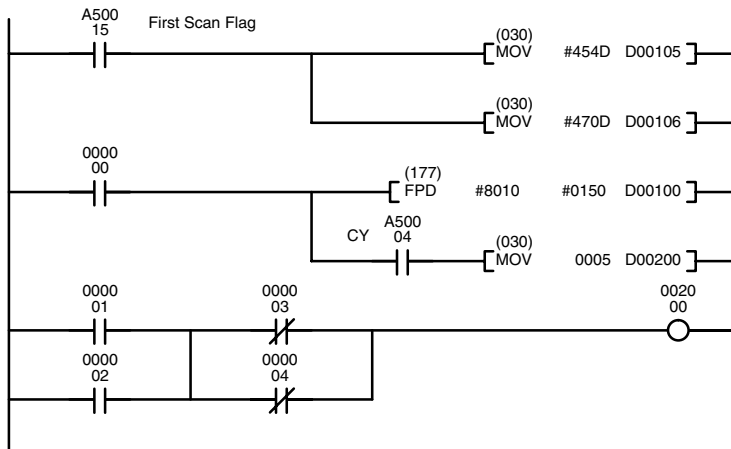 A500
15
First Scan Flag
(030)
MOV #454D D00105
(030)
MOV #470D D00106
0000
00
(177)
FPD #8010 #0150 D00100
CY
A500
04
(030)
MOV 0005 D00200
0000
01
0000
03
0020
00
0000
02
0000
04